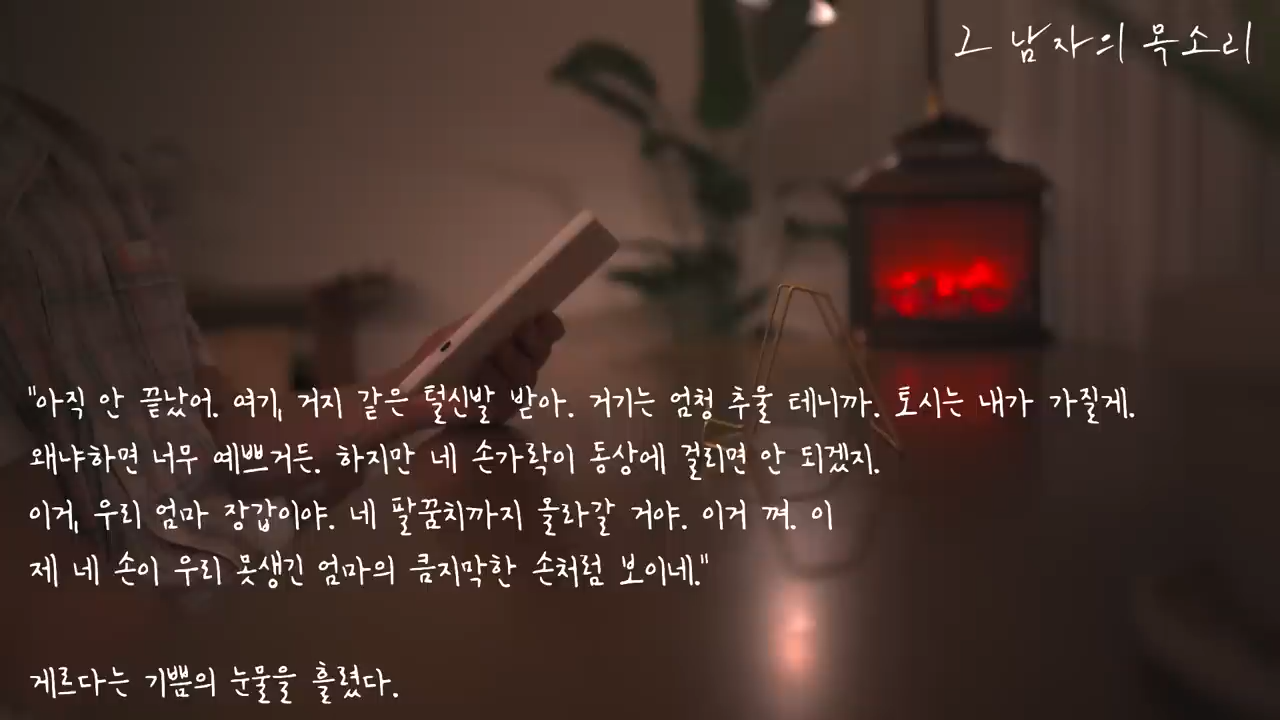 그 남자의 목소리
"아직 안 끝났어. 여기, 거지 같은 털신발 받아. 거기는 엄청 추울 테니까. 토시는 내가 가질게.
왜냐하면 너무 예쁘거든. 하지만 네 손가락이 동상에 걸리면 안 되겠지.
이거, 우리 엄마 장갑이야. 네 팔꿈치까지 올라갈 거야. 이거 껴. 이
제 네 손이 우리 못생긴 엄마의 큼지막한 손처럼 보이네."
게르다는 기쁨의 눈물을 흘렸다.